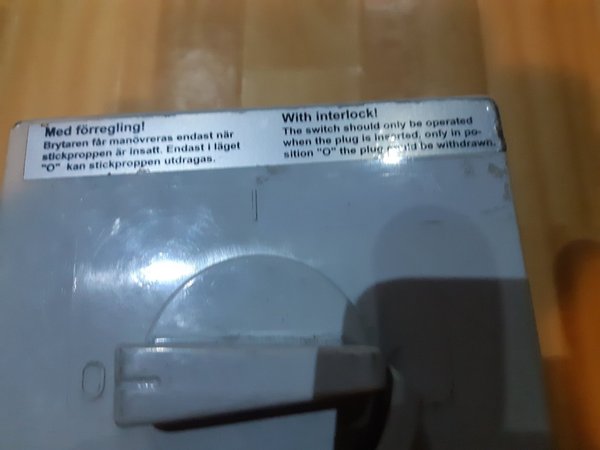 Med förregling!
Brytaren får manövreras endast när
stickproppen är insatt. Endast i läget
"O" kan stickproppen utdragas.
With interlock!
The switch should only be operated
when the plug is inserted, only in po-
sition "O" the plug could be withdrawn.
I
O